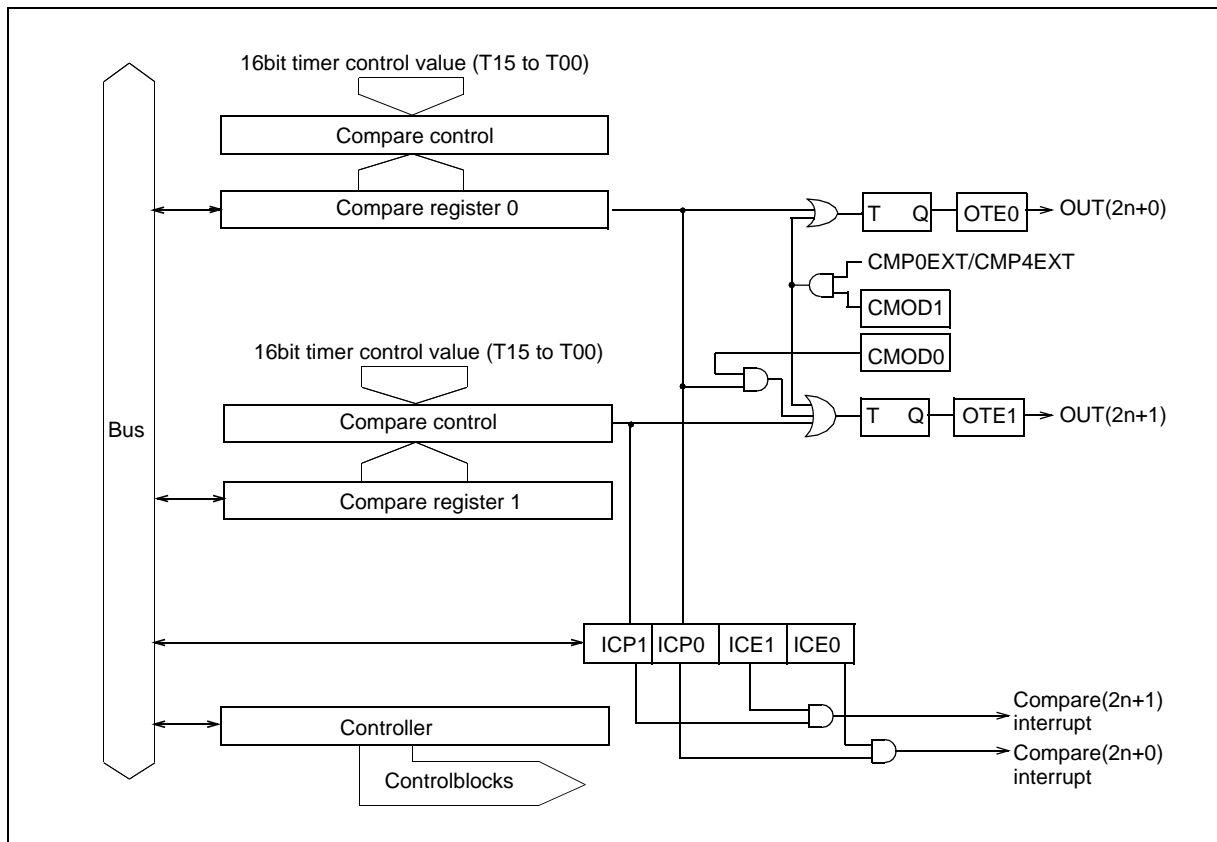 16bit timer control value (T15 to T00)
Compare control
Compare register 0
T Q
OTE0
OUT(2n+0)
CMP0EXT/CMP4EXT
CMOD1
CMOD0
16bit timer control value (T15 to T00)
Compare control
T Q
OTE1
OUT(2n+1)
Bus
Compare register 1
ICP1 ICP0 ICE1 ICE0
Compare(2n+1)
interrupt
Controller
Compare(2n+0)
interrupt
Controlblocks